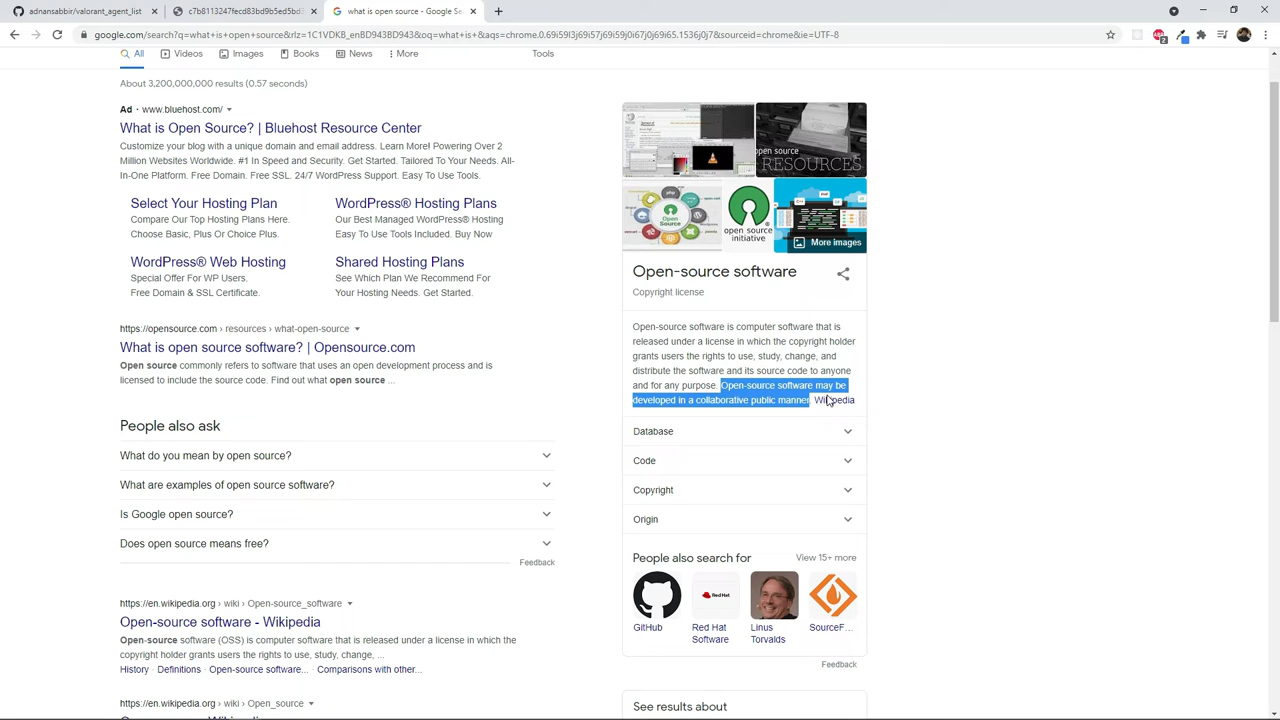 adnansabbir/valorant_agent_list
c7b8113247fecd83bd9b5ed5bd3
what is open source - Google Se
google.com/search?q=what+is+open+source&rlz=1C1VDKB_enBD943BD943&oq=what+is+open+source+&aqs=chrome.0.69i59l3j69i57j69i59j0i67j0j69i65.1536j0j7&sourceid=chrome&ie=UTF-8
All Videos Images Books News More Tools
About 3,200,000,000 results (0.57 seconds)
Ad · www.bluehost.com/
What is Open Source? | Bluehost Resource Center
Customize your blog with a unique domain and email address. Learn More! Powering Over 2
Million Websites Worldwide. #1 In Speed and Security. Get Started. Tailored To Your Needs. All-
In-One Platform. Free Domain. Free SSL. 24/7 WordPress Support. Easy To Use Tools.
Select Your Hosting Plan
Compare Our Top Hosting Plans Here.
Basic, Plus Or Choice Plus.
WordPress® Hosting Plans
Our Best Managed WordPress® Hosting
Easy To Use Tools Included. Buy Now
WordPress® Web Hosting
Special Offer For WP Users.
Free Domain & SSL Certificate.
Shared Hosting Plans
See Which Plan We Recommend For
Your Hosting Needs. Get Started.
https://opensource.com › resources › what-open-source
What is open source software? | Opensource.com
Open source commonly refers to software that uses an open development process and is
licensed to include the source code. Find out what open source ...
People also ask
What do you mean by open source?
What are examples of open source software?
Is Google open source?
Does open source means free?
Feedback
https://en.wikipedia.org › wiki › Open-source_software
Open-source software - Wikipedia
Open-source software (OSS) is computer software that is released under a license in which the
copyright holder grants users the rights to use, study, change, ...
History · Definitions · Open-source software... · Comparisons with other...
https://en.wikipedia.org › wiki › Open_source
open source
RESOURCES
Open Source
open source
initiative
More images
Open-source software
Copyright license
Open-source software is computer software that is
released under a license in which the copyright holder
grants users the rights to use, study, change, and
distribute the software and its source code to anyone
and for any purpose. Open-source software may be
developed in a collaborative public manner. Wikipedia
Database
Code
Copyright
Origin
People also search for
View 15+ more
Red Hat
GitHub
Red Hat
Software
Linus
Torvalds
SourceF...
Feedback
See results about